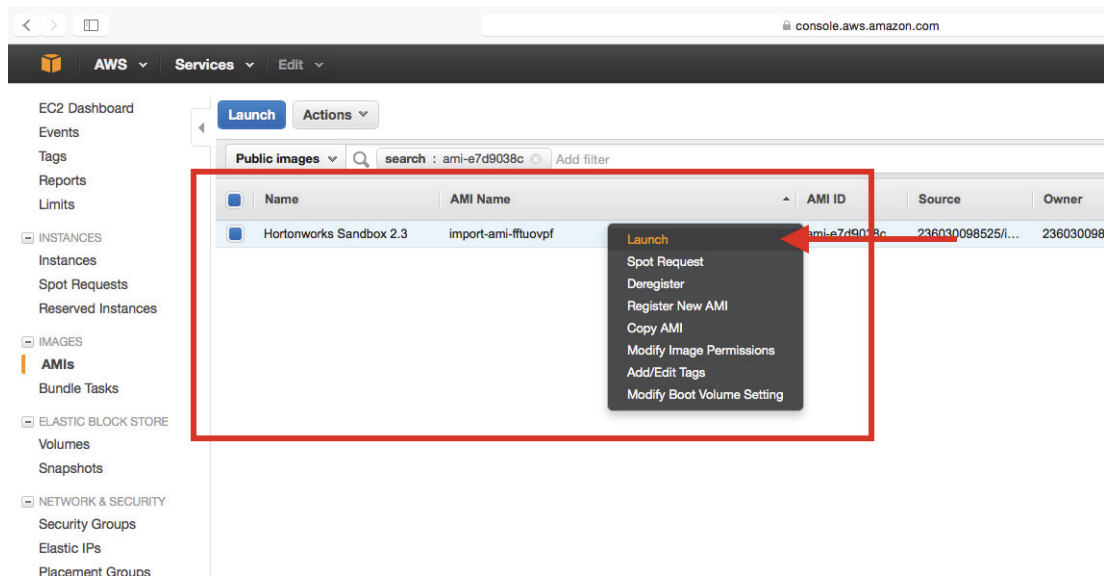 console.aws.amazon.com
AWS Services Edit
EC2 Dashboard
Events
Tags
Reports
Limits
INSTANCES
Instances
Spot Requests
Reserved Instances
IMAGES
AMIs
Bundle Tasks
ELASTIC BLOCK STORE
Volumes
Snapshots
NETWORK & SECURITY
Security Groups
Elastic IPs
Placement Groups
Launch Actions
Public images search : ami-e7d9038c Add filter
Name AMI Name AMI ID Source Owner
Hortonworks Sandbox 2.3 import-ami-fftuovpf ami-e7d9038c 236030098525/i... 236030098
Launch
Spot Request
Deregister
Register New AMI
Copy AMI
Modify Image Permissions
Add/Edit Tags
Modify Boot Volume Setting